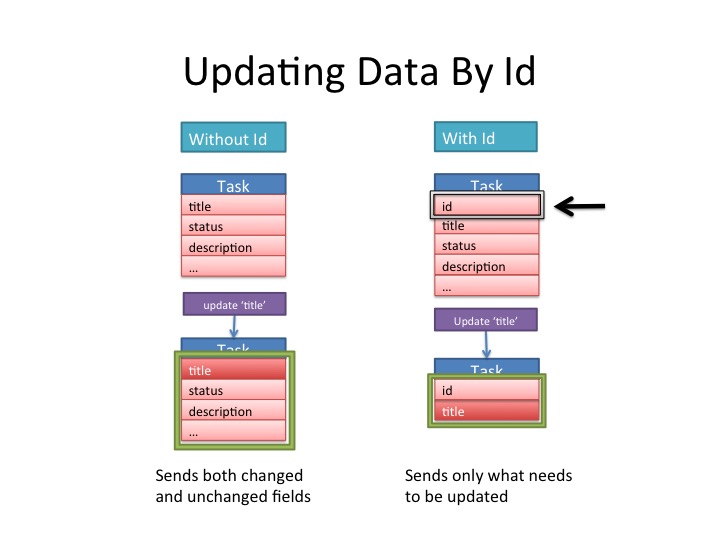 Updating Data By Id
Without Id
Task
title
status
description
...
update ‘title’
Task
title
status
description
...
Sends both changed
and unchanged fields
With Id
Task
id
title
status
description
...
Update ‘title’
Task
id
title
Sends only what needs
to be updated